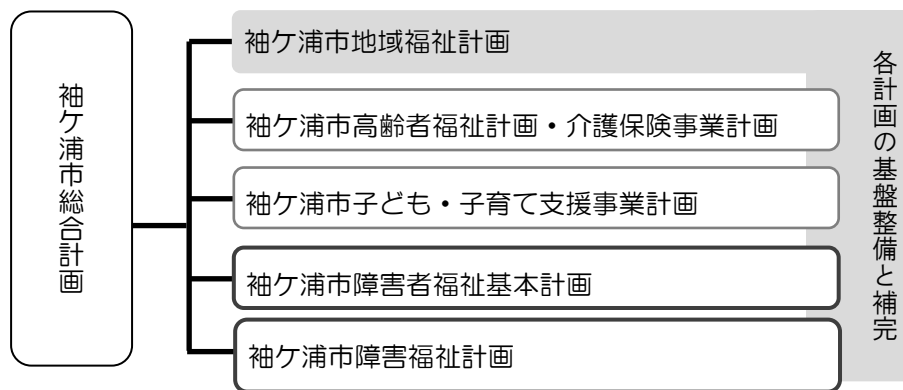 袖ケ浦市総合計画
袖ケ浦市地域福祉計画
袖ケ浦市高齢者福祉計画・介護保険事業計画
袖ケ浦市子ども・子育て支援事業計画
袖ケ浦市障害者福祉基本計画
袖ケ浦市障害福祉計画
各計画の基盤整備と補完